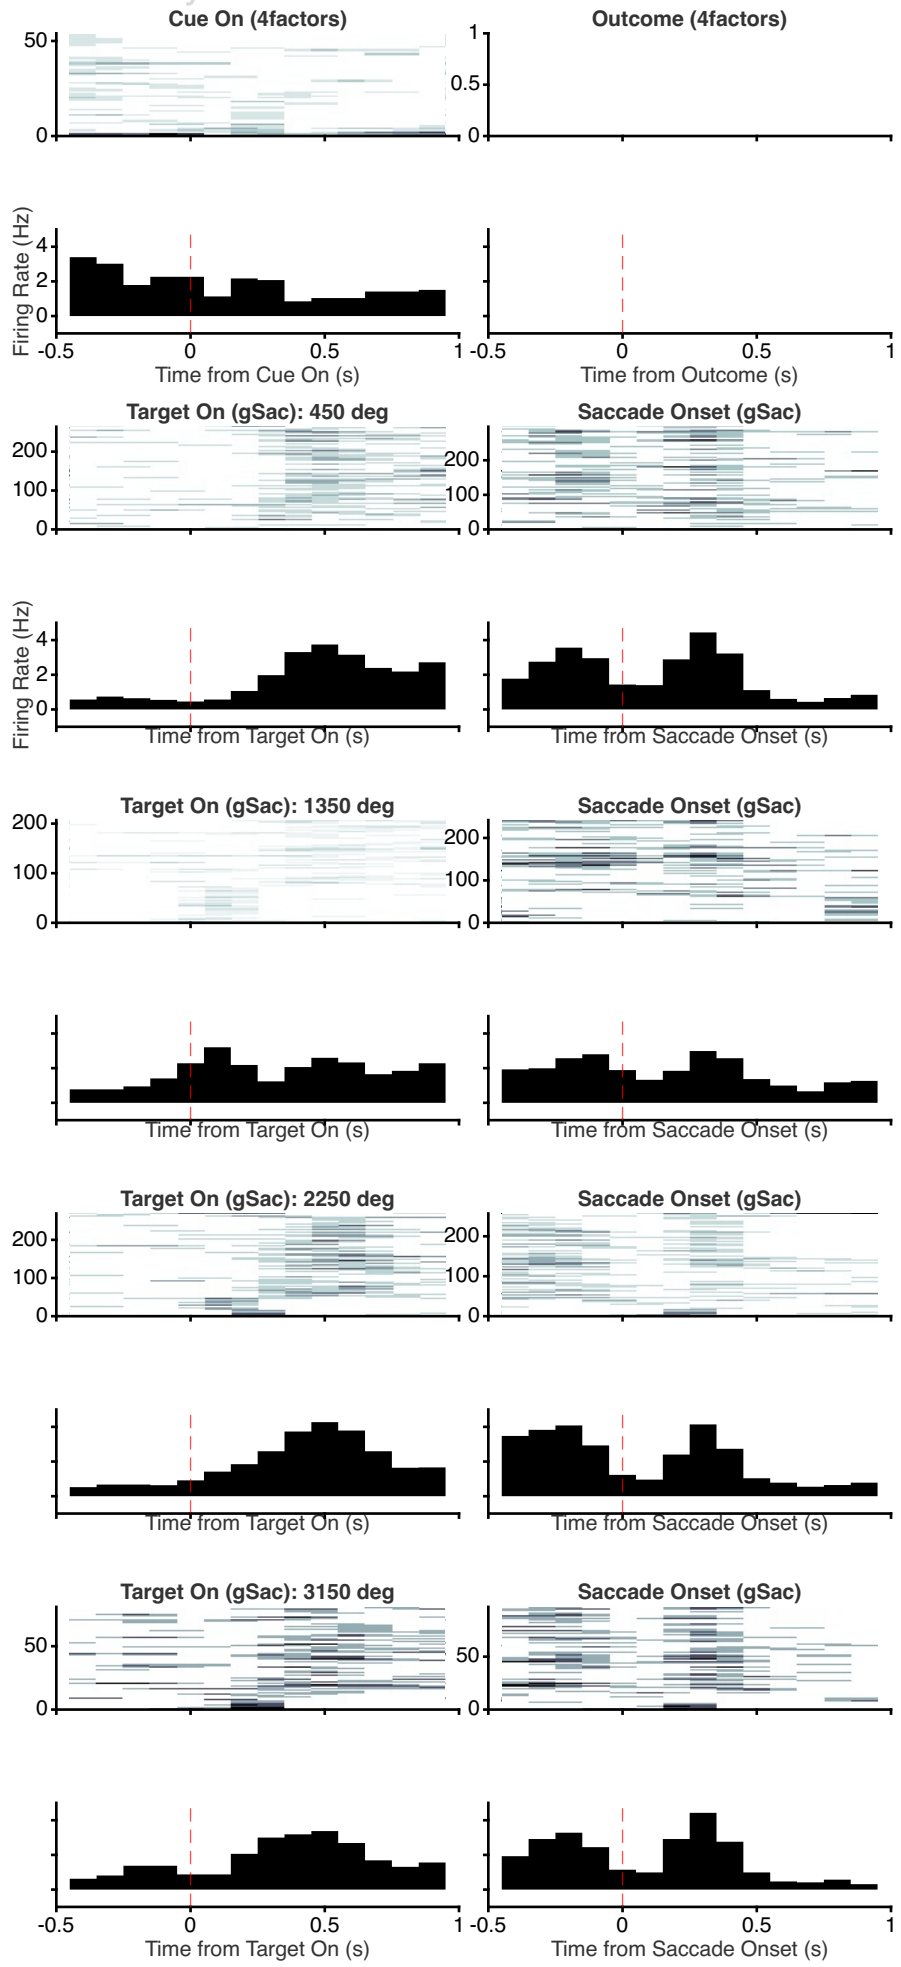 Cue On (4factors) Outcome (4factors)
50 1
0.5
0 0
Firing Rate (Hz)
4
2
0
-0.5 0 0.5 1 -0.5 0 0.5 1
Time from Cue On (s) Time from Outcome (s)
Target On (gSac): 450 deg Saccade Onset (gSac)
200 200
100 100
0 0
Firing Rate (Hz)
4
2
0
Time from Target On (s) Time from Saccade Onset (s)
Target On (gSac): 1350 deg Saccade Onset (gSac)
200 200
100 100
0 0
Time from Target On (s) Time from Saccade Onset (s)
Target On (gSac): 2250 deg Saccade Onset (gSac)
200 200
100 100
0 0
Time from Target On (s) Time from Saccade Onset (s)
Target On (gSac): 3150 deg Saccade Onset (gSac)
50 50
0 0
-0.5 0 0.5 1 -0.5 0 0.5 1
Time from Target On (s) Time from Saccade Onset (s)